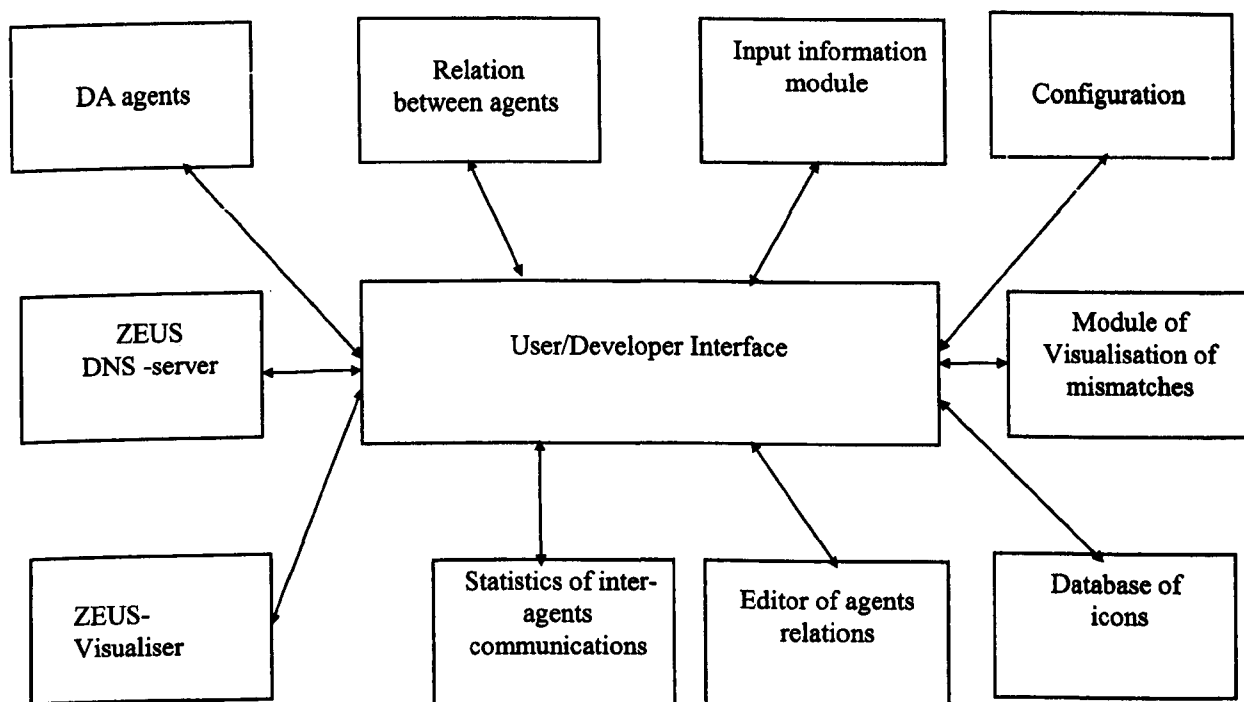 DA agents
Relation
between agents
Input information
module
Configuration
ZEUS
DNS -server
User/Developer Interface
Module of
Visualisation of
mismatches
ZEUS-
Visualiser
Statistics of inter-
agents
communications
Editor of agents
relations
Database of
icons